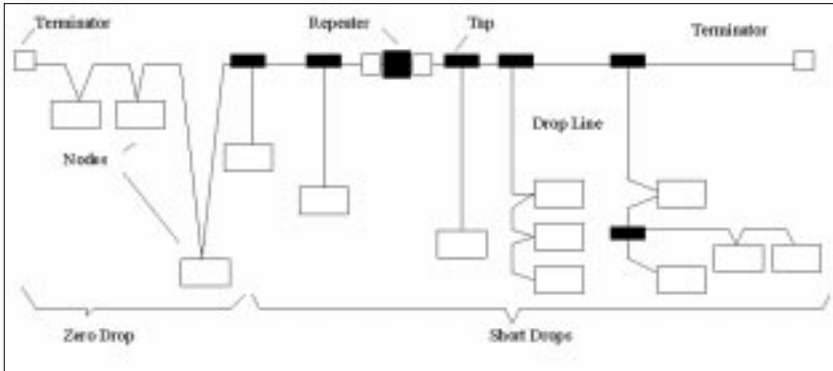 Terminator
Repeater
Tap
Terminator
Drop Line
Nodes
Zero Drop
Short Drops